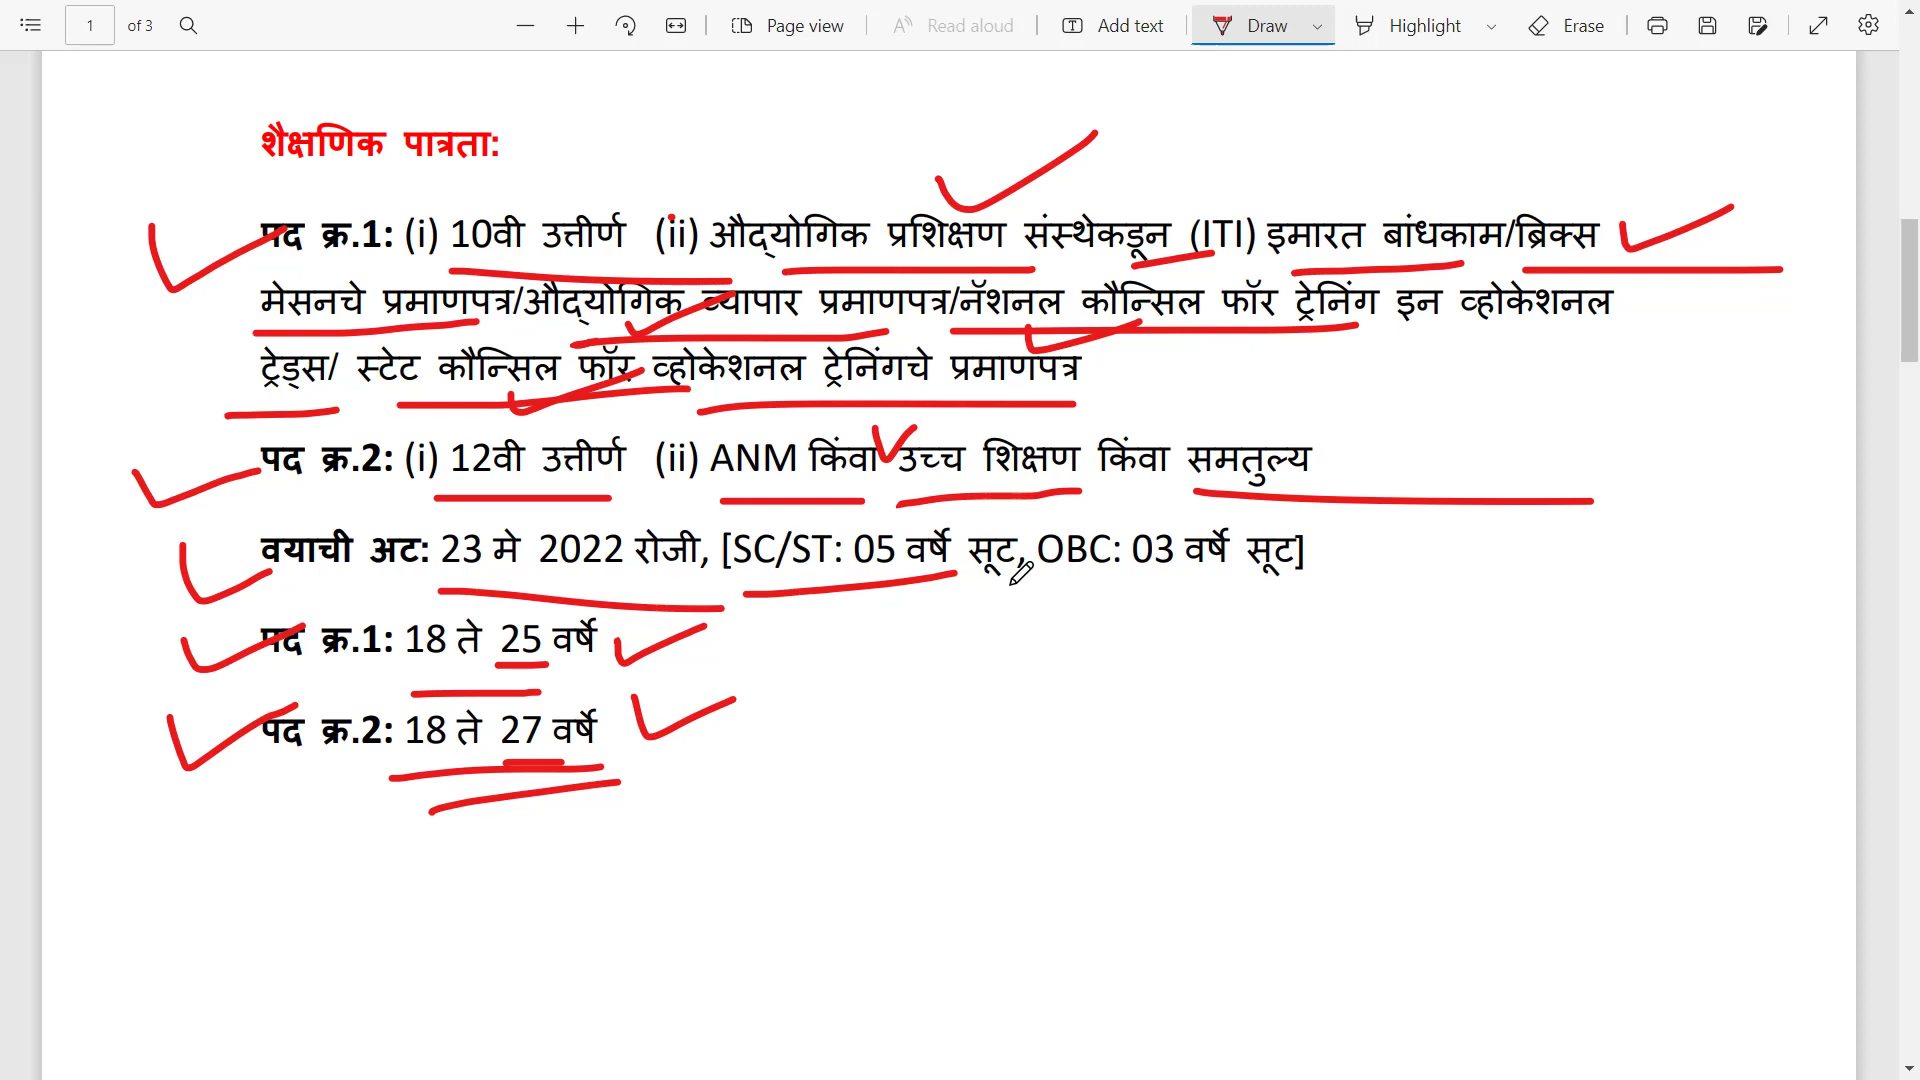 1 of 3 Page view Read aloud Add text Draw Highlight Erase
शैक्षणिक पात्रता:
पद क्र.1: (i) 10वी उत्तीर्ण (ii) औद्योगिक प्रशिक्षण संस्थेकडून (ITI) इमारत बांधकाम/ब्रिक्स
मेसनचे प्रमाणपत्र/औद्योगिक व्यापार प्रमाणपत्र/नॅशनल कौन्सिल फॉर ट्रेनिंग इन व्होकेशनल
ट्रेड्स/ स्टेट कौन्सिल फॉर व्होकेशनल ट्रेनिंगचे प्रमाणपत्र
पद क्र.2: (i) 12वी उत्तीर्ण (ii) ANM किंवा उच्च शिक्षण किंवा समतुल्य
वयाची अट: 23 मे 2022 रोजी, [SC/ST: 05 वर्षे सूट, OBC: 03 वर्षे सूट]
पद क्र.1: 18 ते 25 वर्षे
पद क्र.2: 18 ते 27 वर्षे